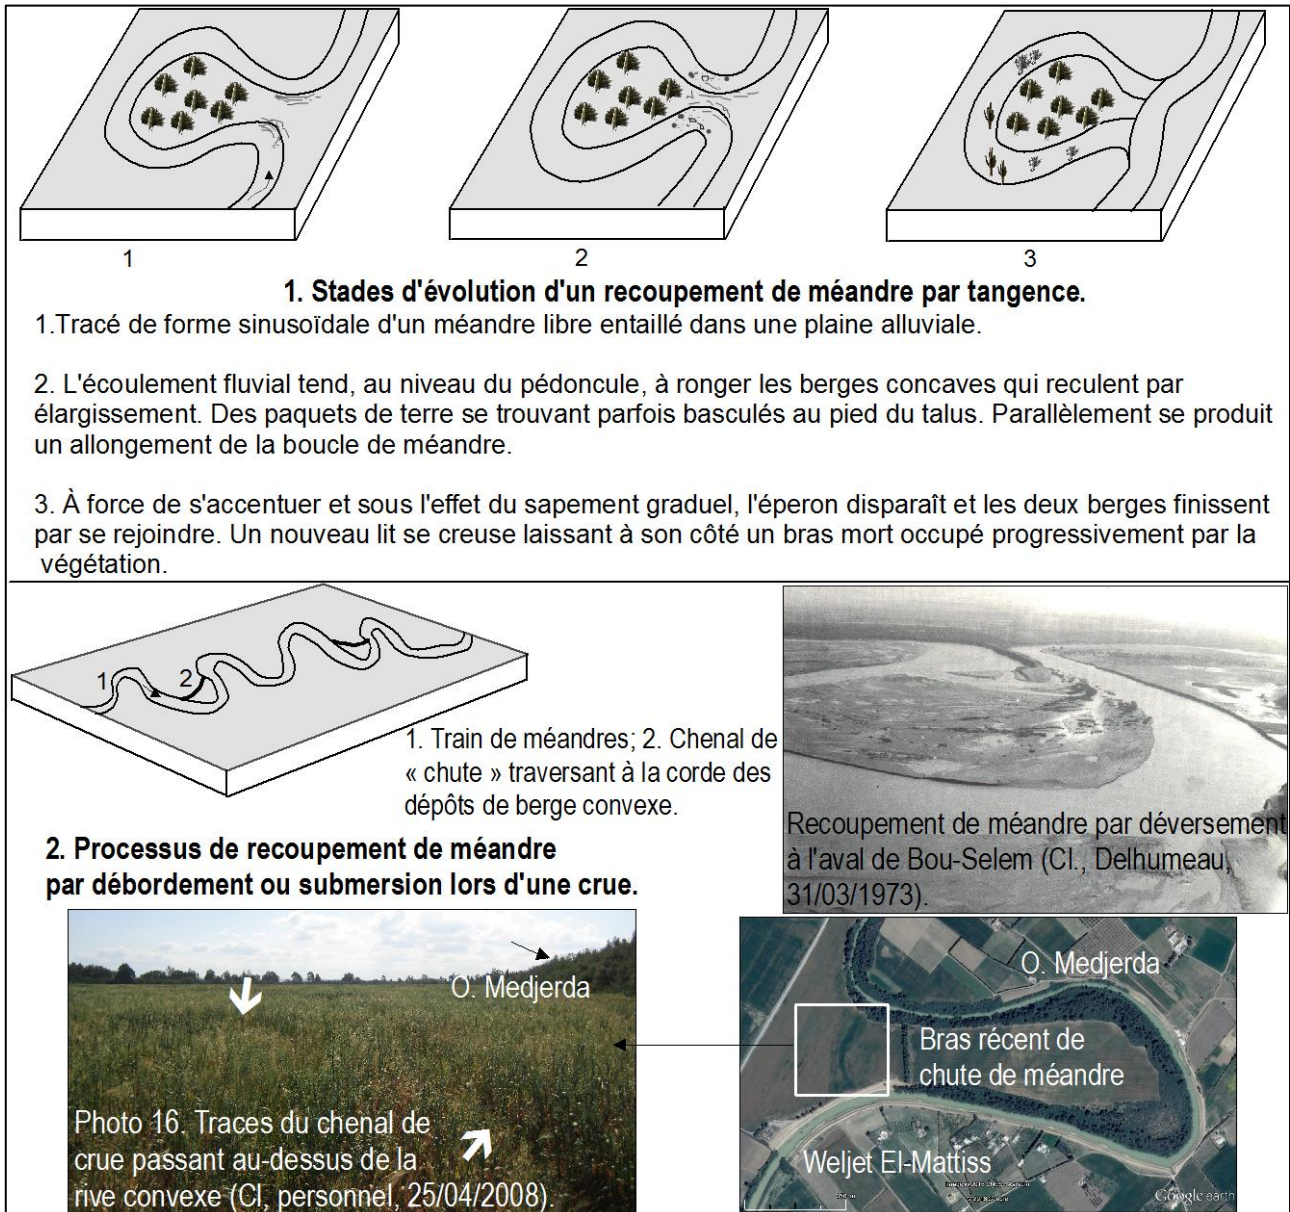 1
2
3
1. Stades d'évolution d'un recoupement de méandre par tangence.
1.Tracé de forme sinusoïdale d'un méandre libre entaillé dans une plaine alluviale.
2. L'écoulement fluvial tend, au niveau du pédoncule, à ronger les berges concaves qui reculent par
élargissement. Des paquets de terre se trouvant parfois basculés au pied du talus. Parallèlement se produit
un allongement de la boucle de méandre.
3. À force de s'accentuer et sous l'effet du sapement graduel, l'éperon disparaît et les deux berges finissent
par se rejoindre. Un nouveau lit se creuse laissant à son côté un bras mort occupé progressivement par la
végétation.
1
2
1. Train de méandres; 2. Chenal de
« chute » traversant à la corde des
dépôts de berge convexe.
2. Processus de recoupement de méandre
par débordement ou submersion lors d'une crue.
Recoupement de méandre par déversement
à l'aval de Bou-Selem (Cl., Delhumeau,
31/03/1973).
O. Medjerda
Photo 16. Traces du chenal de
crue passant au-dessus de la
rive convexe (Cl, personnel, 25/04/2008).
O. Medjerda
Bras récent de
chute de méandre
Weljet El-Mattiss
Google earth